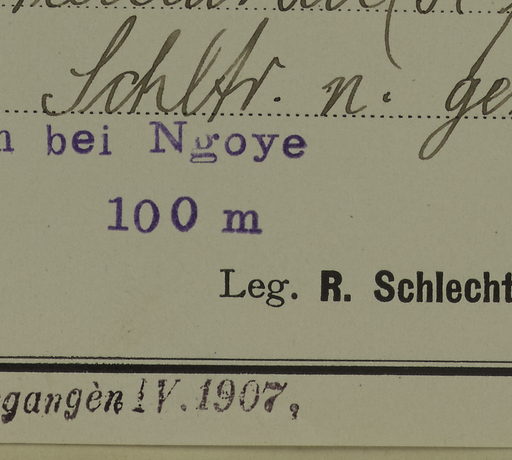 Schltr. n. ge
n bei Ngoye
100 m
Leg. R. Schlecht
gangen IV. 1907,